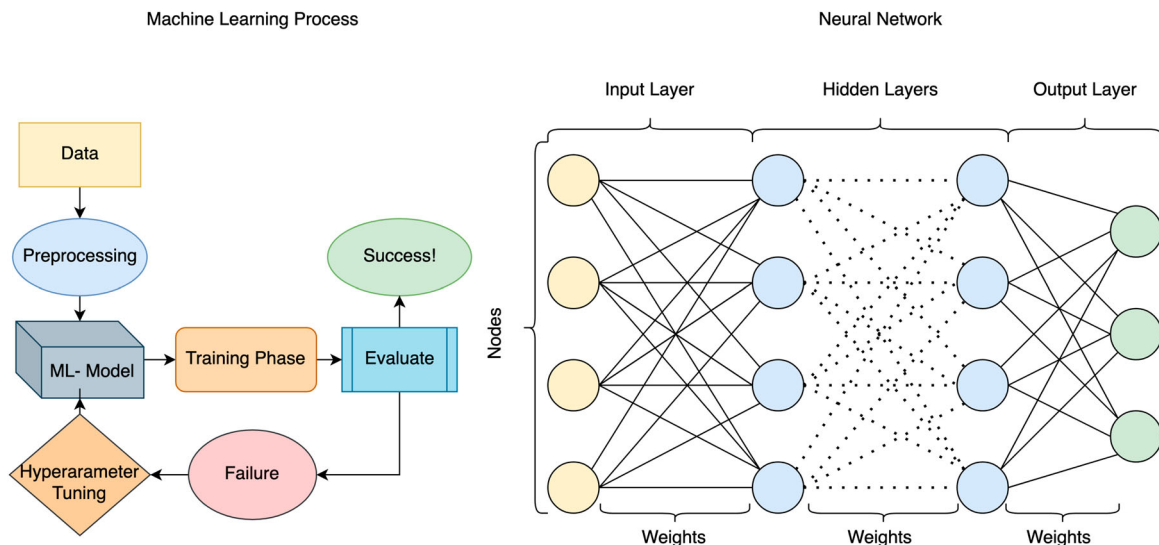 Machine Learning Process
Data
Preprocessing
Success!
ML- Model
Training Phase
Evaluate
Hyperarameter
Tuning
Failure
Neural Network
Input Layer
Hidden Layers
Output Layer
Nodes
Weights
Weights
Weights